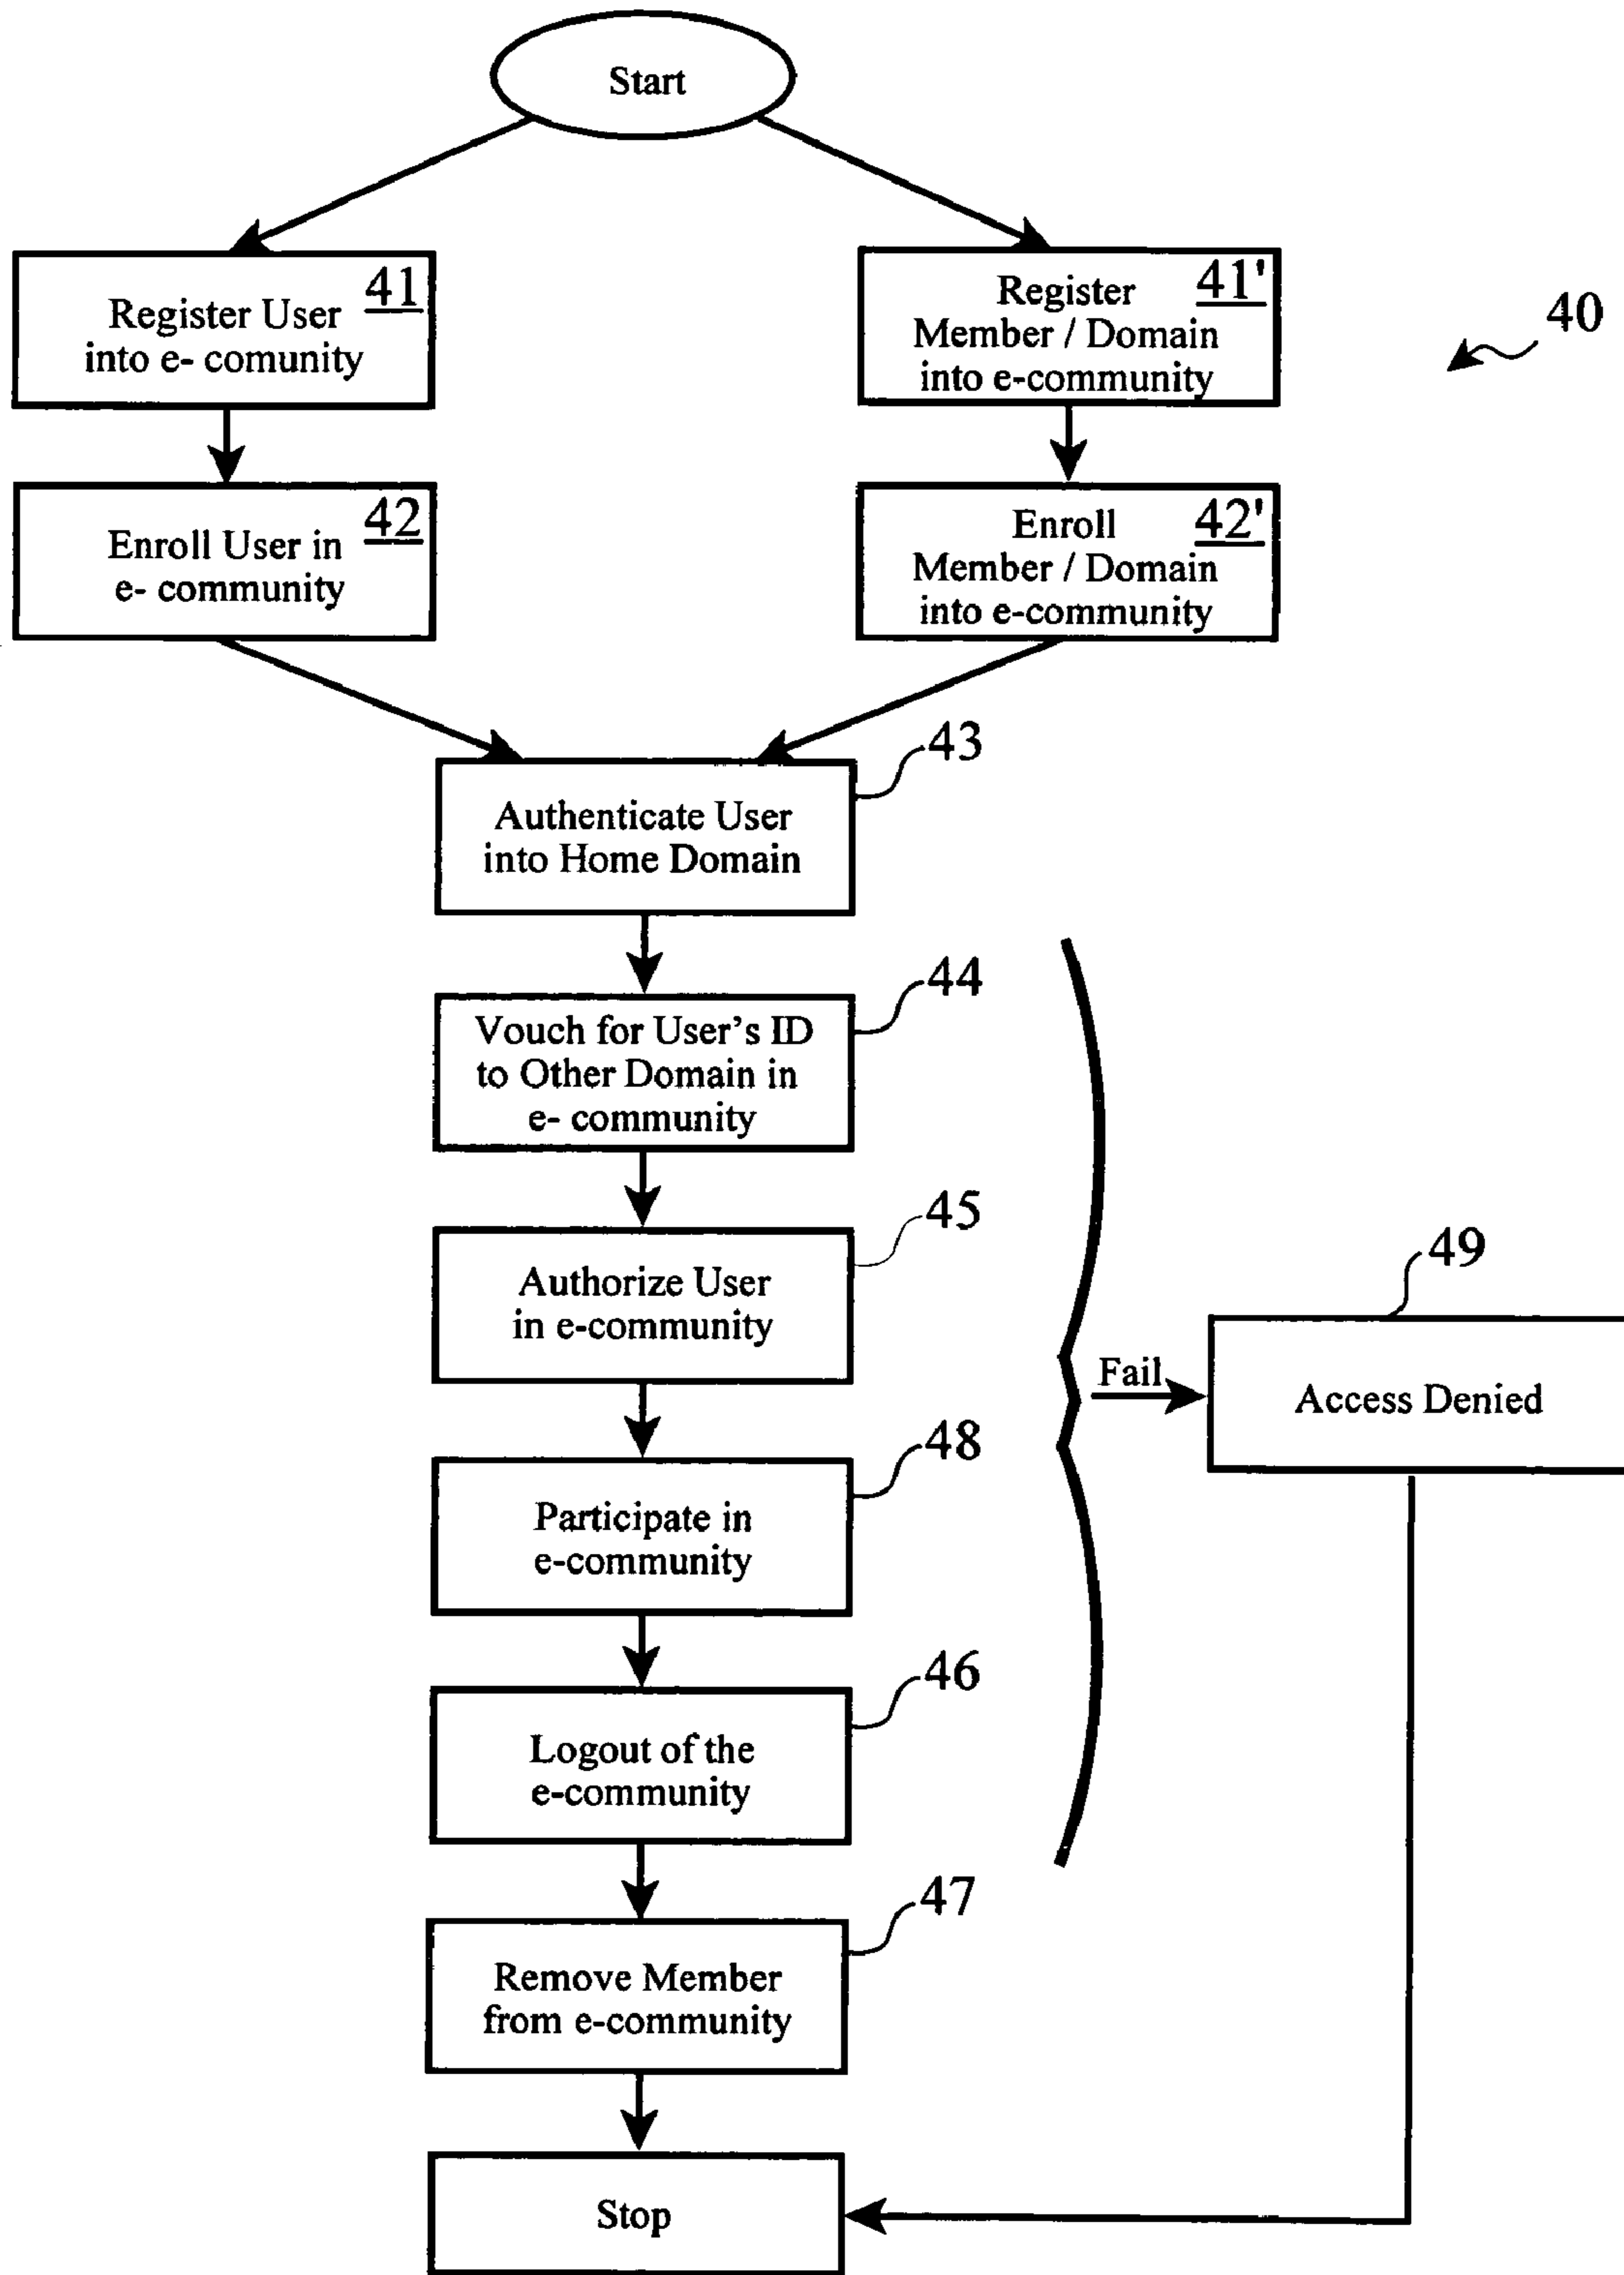 Start
41
Register User
into e- comunity
41'
Register
Member / Domain
into e-community
40
42
Enroll User in
e- community
42'
Enroll
Member / Domain
into e-community
43
Authenticate User
into Home Domain
44
Vouch for User's ID
to Other Domain in
e- community
45
Authorize User
in e-community
49
Fail
Access Denied
48
Participate in
e-community
46
Logout of the
e-community
47
Remove Member
from e-community
Stop